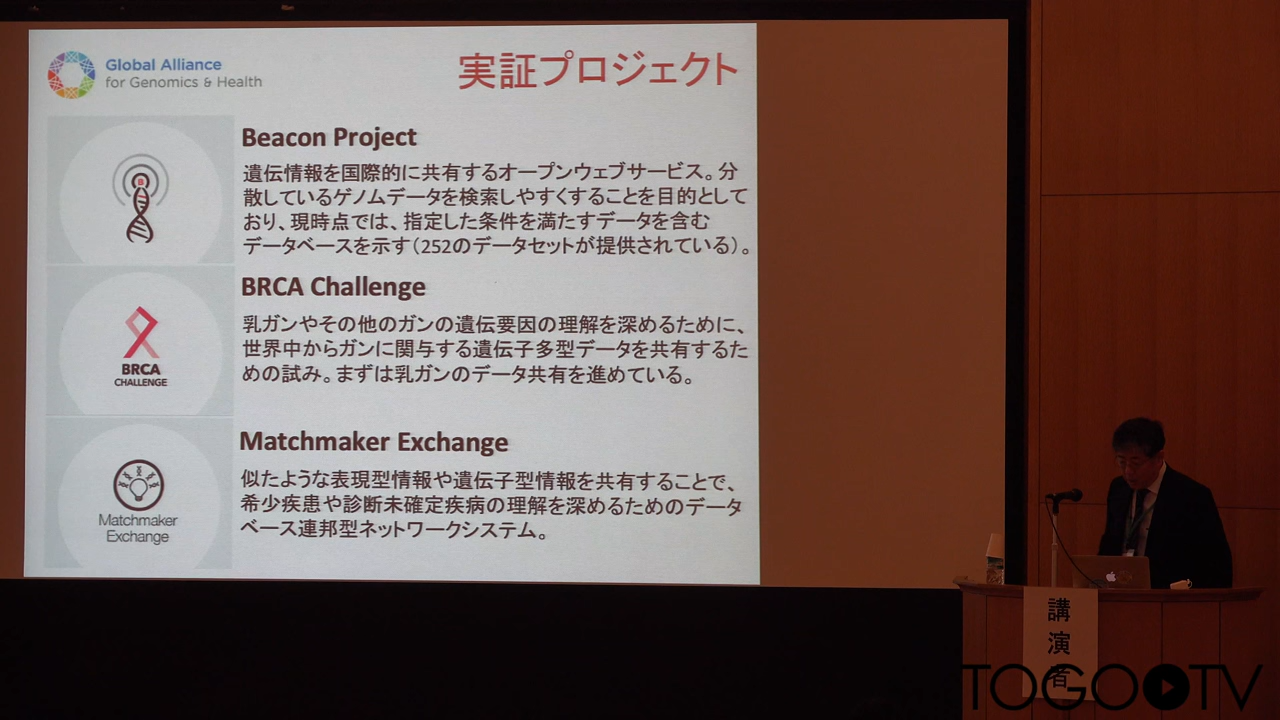 Global Alliance
for Genomics & Health
実証プロジェクト
Beacon Project
遺伝情報を国際的に共有するオープンウェブサービス。分
散しているゲノムデータを検索しやすくすることを目的として
おり、現時点では、指定した条件を満たすデータを含む
データベースを示す（252のデータセットが提供されている）。
B
BRCA Challenge
乳ガンやその他のガンの遺伝要因の理解を深めるために、
世界中からガンに関与する遺伝子多型データを共有するた
めの試み。まずは乳ガンのデータ共有を進めている。
BRCA
CHALLENGE
Matchmaker Exchange
似たような表現型情報や遺伝子型情報を共有することで、
希少疾患や診断未確定疾病の理解を深めるためのデータ
ベース連邦型ネットワークシステム。
Matchmaker
Exchange
講演者
TOGOTV